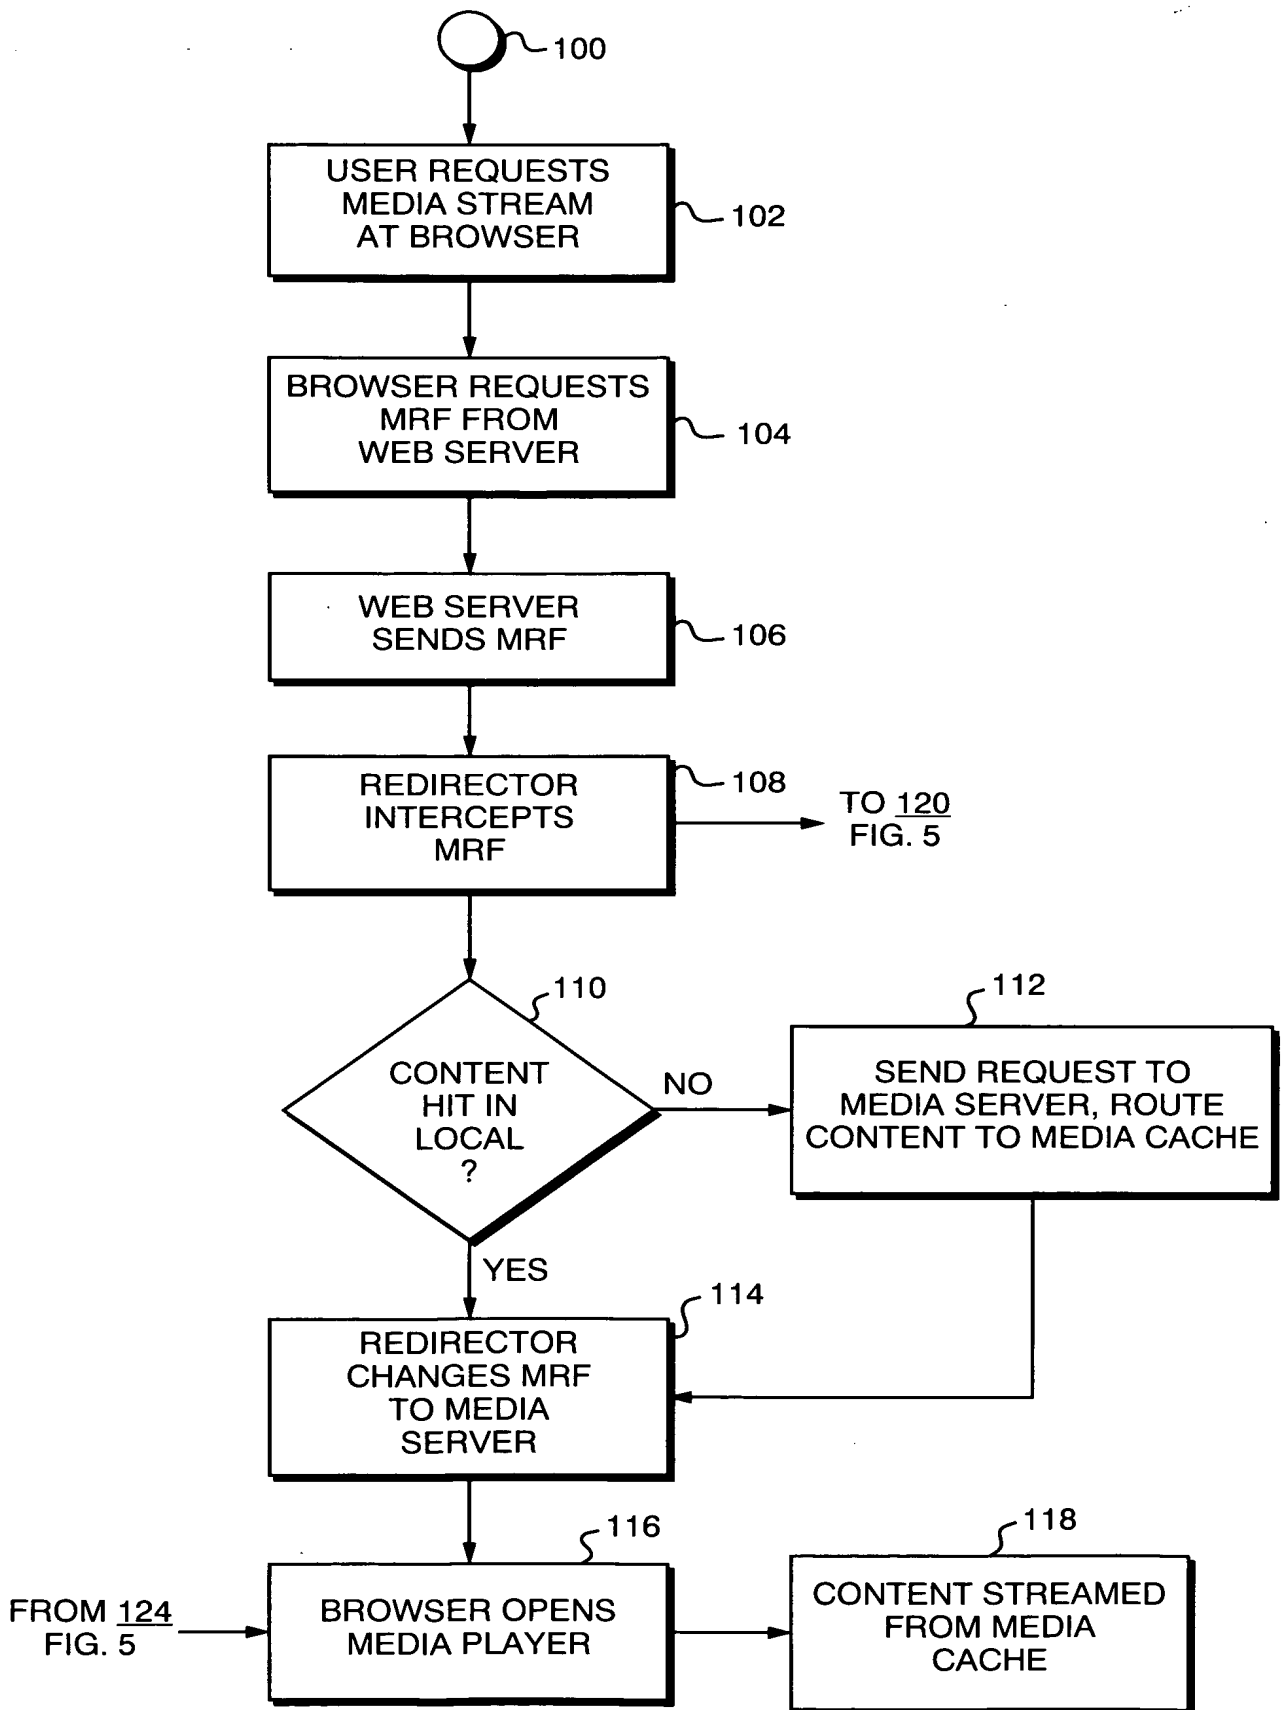 100
USER REQUESTS
MEDIA STREAM
AT BROWSER
102
BROWSER REQUESTS
MRF FROM
WEB SERVER
104
WEB SERVER
SENDS MRF
106
REDIRECTOR
INTERCEPTS
MRF
108
TO 120
FIG. 5
110
CONTENT
HIT IN
LOCAL
?
NO
112
SEND REQUEST TO
MEDIA SERVER, ROUTE
CONTENT TO MEDIA CACHE
YES
114
REDIRECTOR
CHANGES MRF
TO MEDIA
SERVER
116
FROM 124
FIG. 5
BROWSER OPENS
MEDIA PLAYER
118
CONTENT STREAMED
FROM MEDIA
CACHE